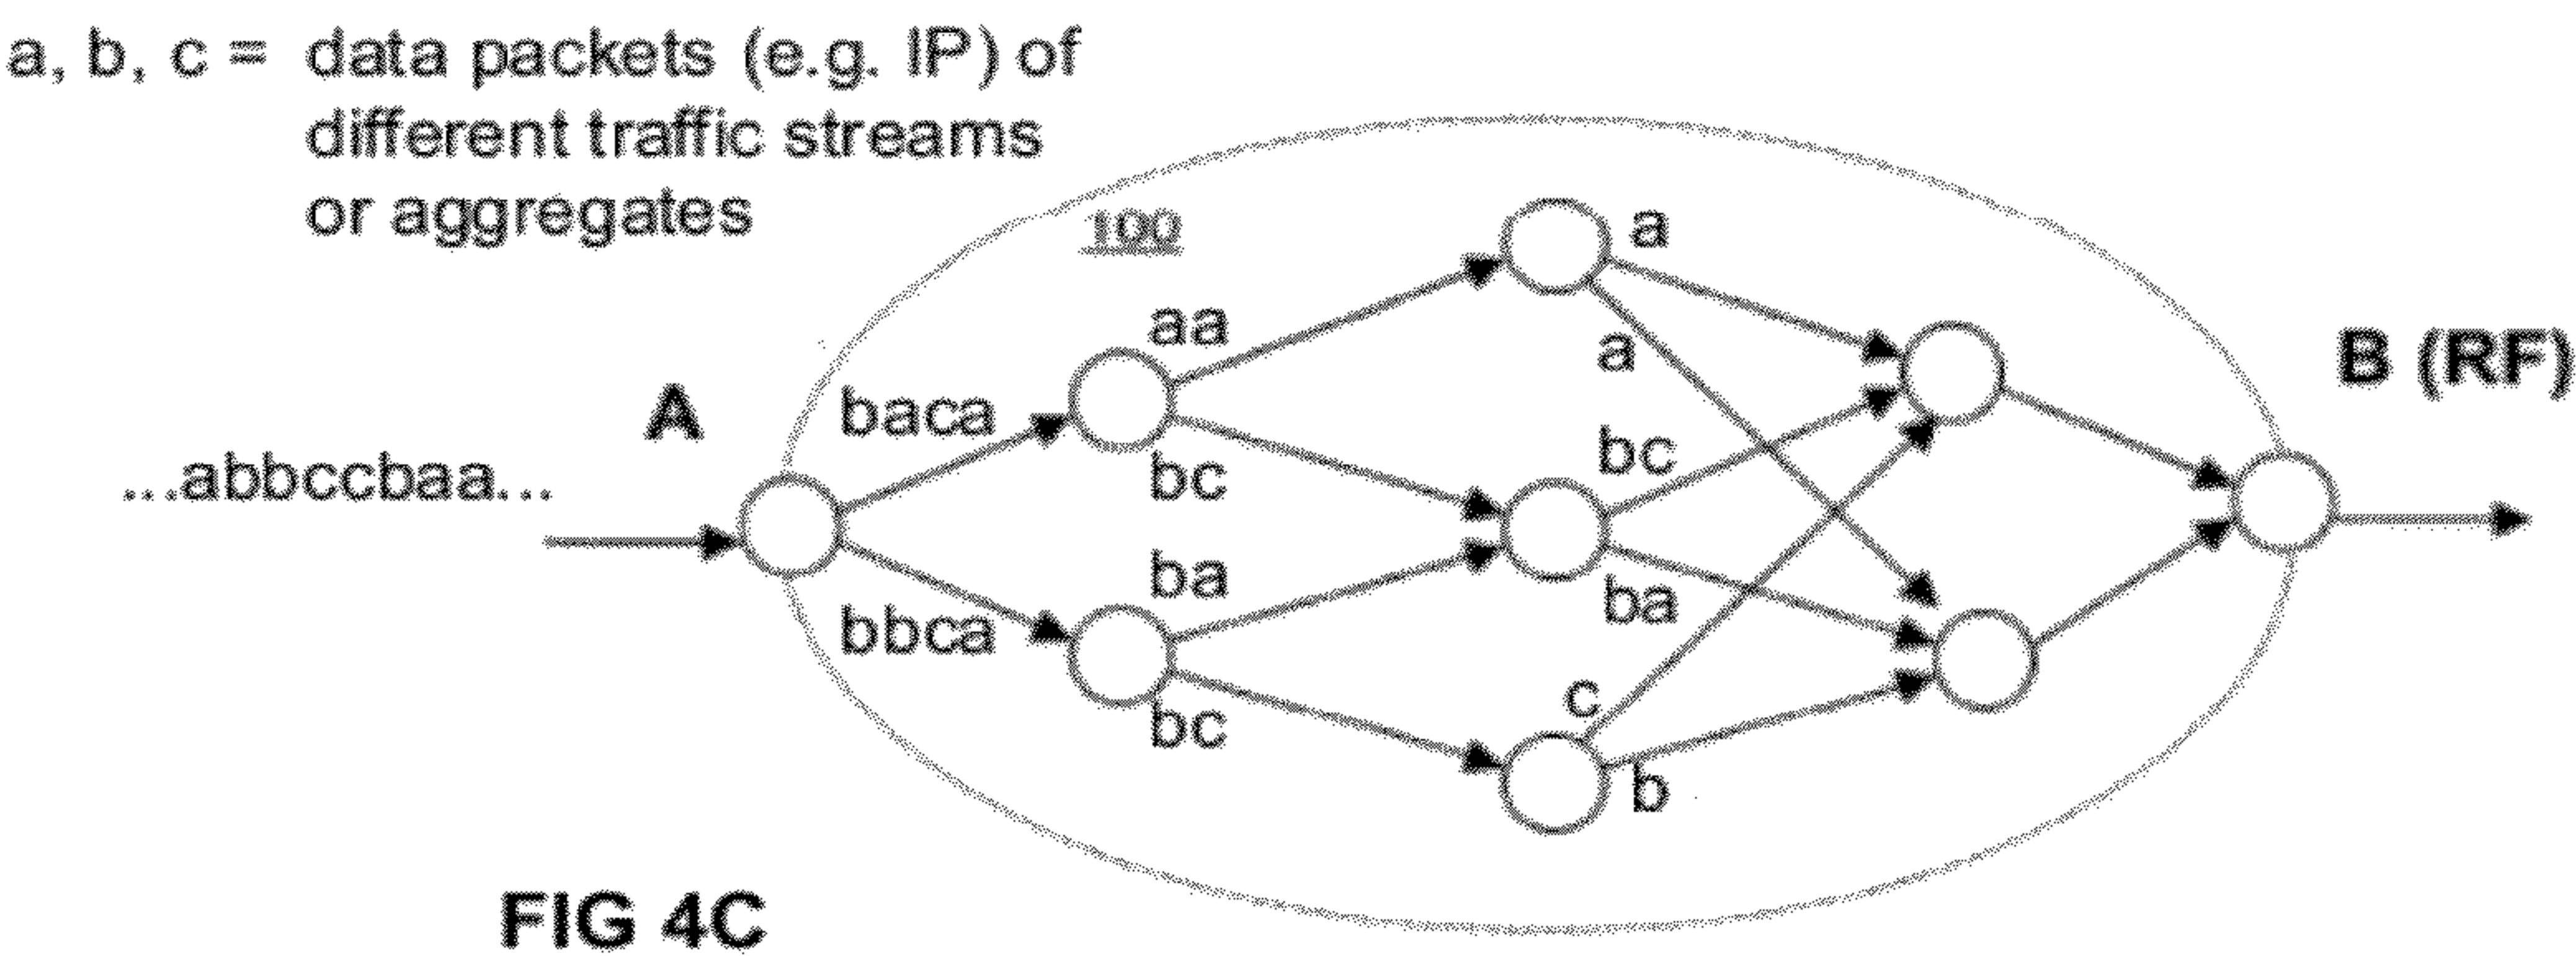 a, b, c = data packets (e.g. IP) of
different traffic streams
or aggregates
100
a
aa
a
B (RF)
A
baca
...abbccbaa...
bc
bc
ba
ba
bbca
bc
c
b
FIG 4C